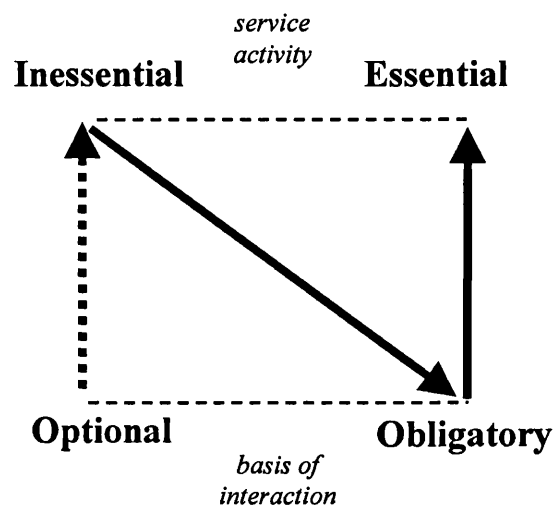 service
activity
Inessential
Essential
Optional
Obligatory
basis of
interaction